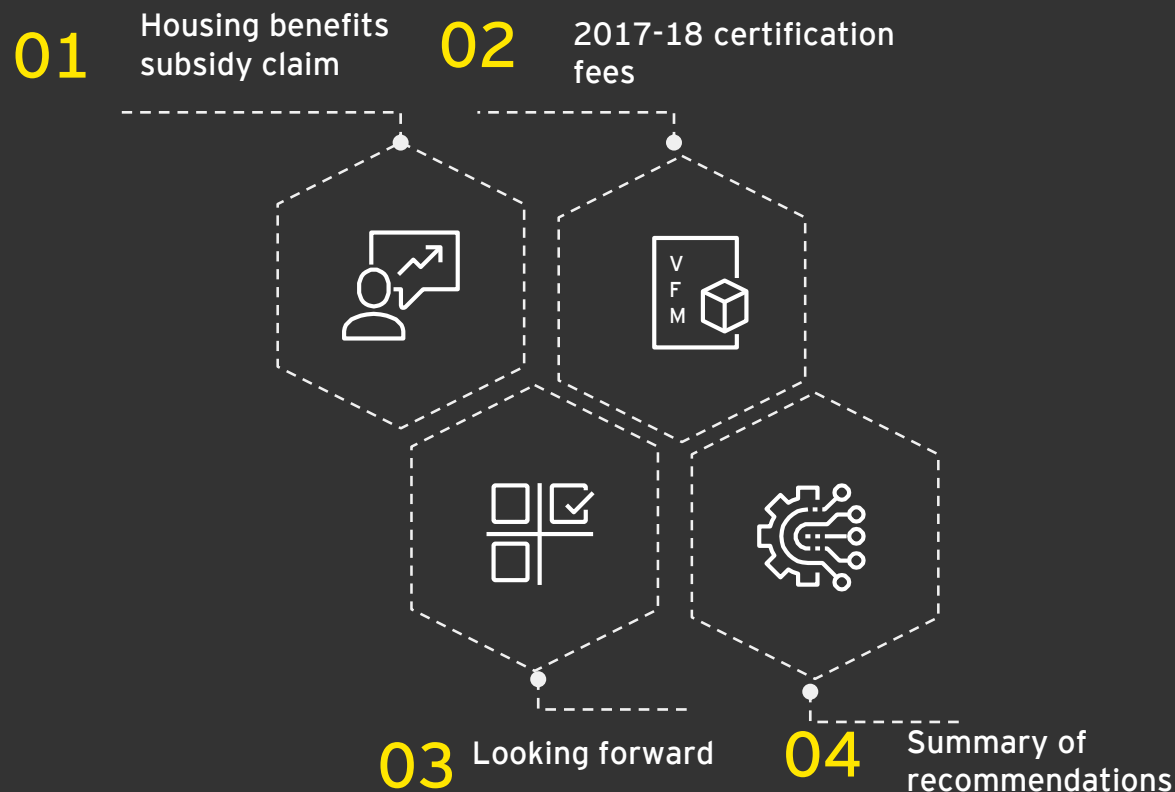 01
Housing benefits
subsidy claim
02
2017-18 certification
fees
V
F
M
03
Looking forward
04
Summary of
recommendations